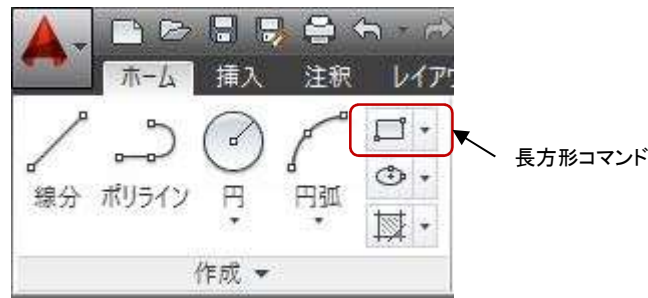 ホーム 挿入 注釈 レイアウ
長方形コマンド
線分 ポリライン 円 円弧
作成